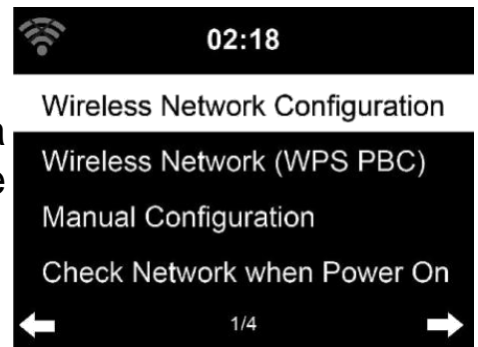 02:18
Wireless Network Configuration
a
Wireless Network (WPS PBC)
e
Manual Configuration
Check Network when Power On
1/4